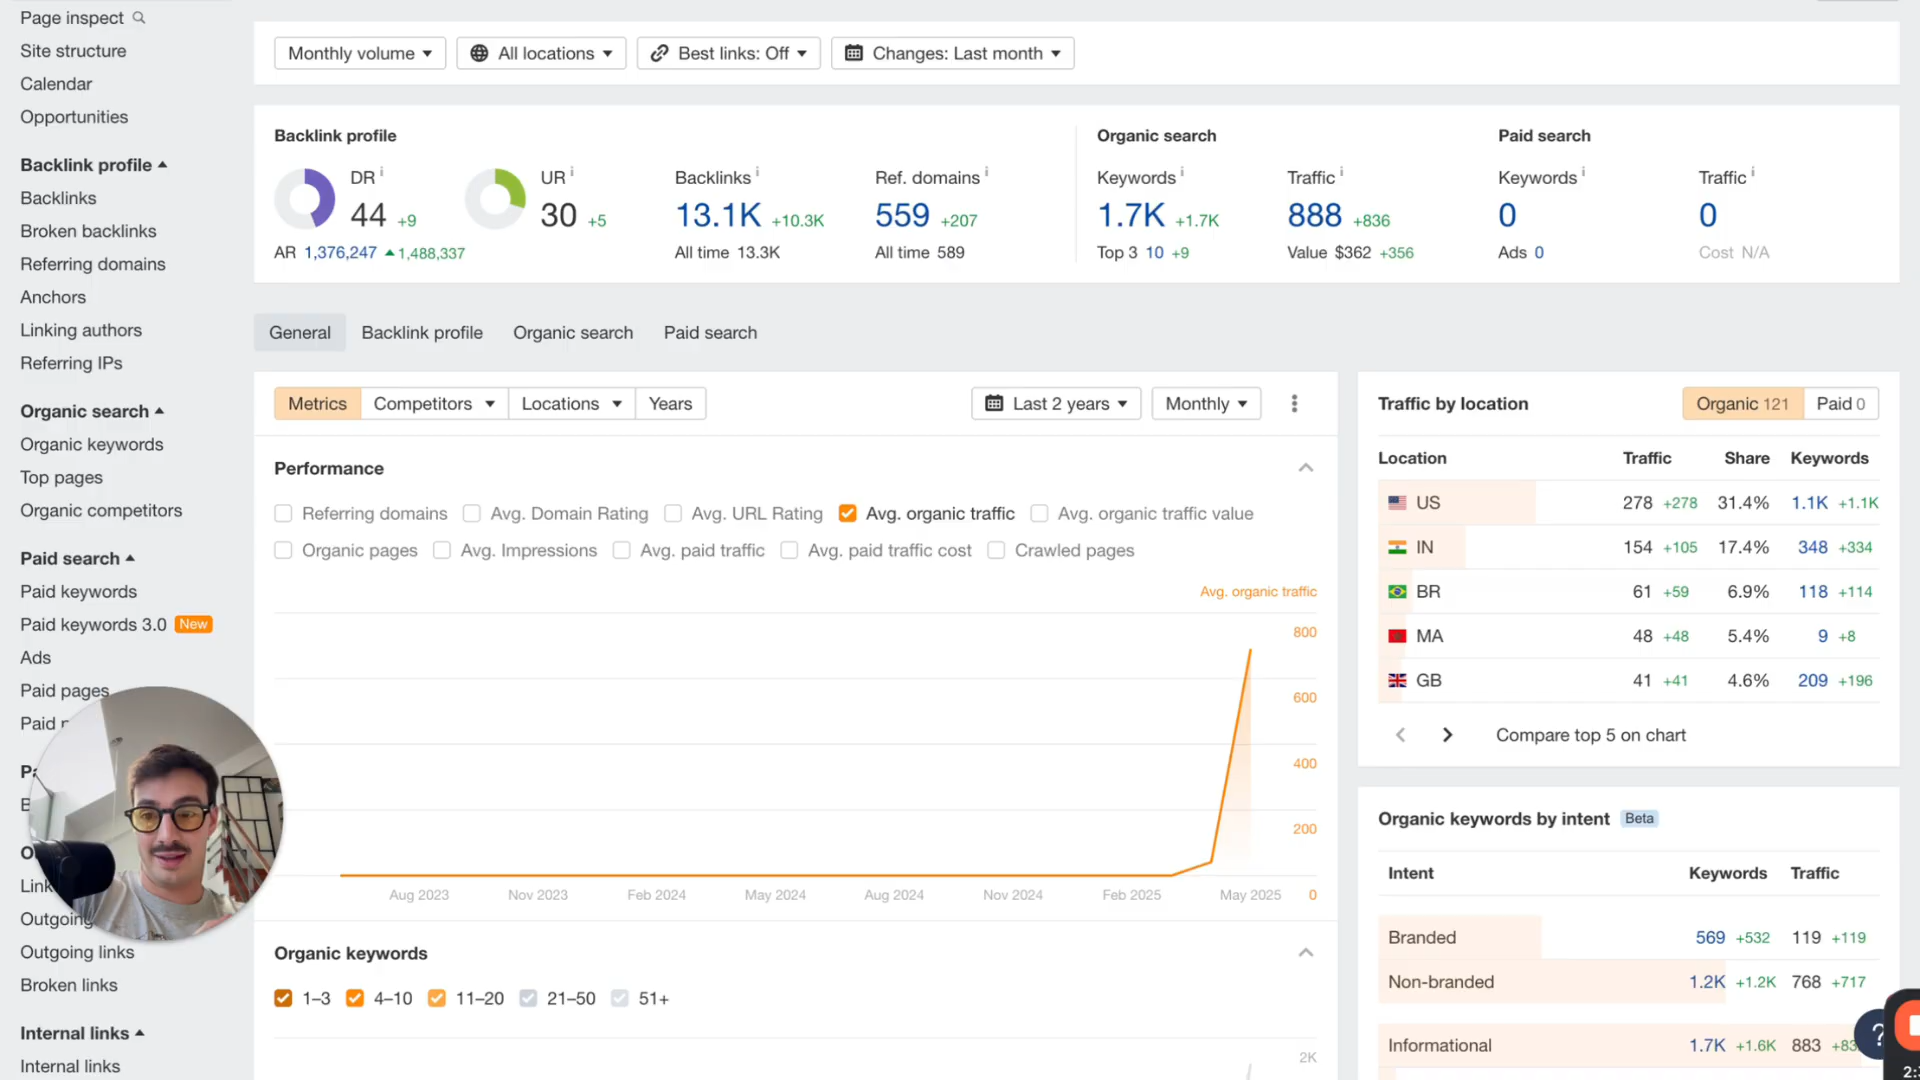 Page inspect
Site structure
Calendar
Opportunities
Backlink profile
Backlinks
Broken backlinks
Referring domains
Anchors
Linking authors
Referring IPs
Organic search
Organic keywords
Top pages
Organic competitors
Paid search
Paid keywords
Paid keywords 3.0 New
Ads
Paid pages
Paid
Outgoing
Outgoing links
Broken links
Internal links
Internal links
Monthly volume All locations Best links: Off Changes: Last month
Backlink profile
DR 44 +9
AR 1,376,247 1,488,337
UR 30 +5
Backlinks
13.1K +10.3K
All time 13.3K
Ref. domains
559 +207
All time 589
Organic search
Keywords
1.7K +1.7K
Top 3 10 +9
Traffic
888 +836
Value $362 +356
Paid search
Keywords
0
Ads 0
Traffic
0
Cost N/A
General Backlink profile Organic search Paid search
Metrics Competitors Locations Years
Last 2 years Monthly
Performance
Referring domains Avg. Domain Rating Avg. URL Rating Avg. organic traffic Avg. organic traffic value
Organic pages Avg. Impressions Avg. paid traffic Avg. paid traffic cost Crawled pages
Avg. organic traffic
800
600
400
200
0
Aug 2023 Nov 2023 Feb 2024 May 2024 Aug 2024 Nov 2024 Feb 2025 May 2025
Organic keywords
1–3 4–10 11–20 21–50 51+
2K
Traffic by location
Organic 121 Paid 0
Location Traffic Share Keywords
US 278 +278 31.4% 1.1K +1.1K
IN 154 +105 17.4% 348 +334
BR 61 +59 6.9% 118 +114
MA 48 +48 5.4% 9 +8
GB 41 +41 4.6% 209 +196
Compare top 5 on chart
Organic keywords by intent Beta
Intent Keywords Traffic
Branded 569 +532 119 +119
Non-branded 1.2K +1.2K 768 +717
Informational 1.7K +1.6K 883
?